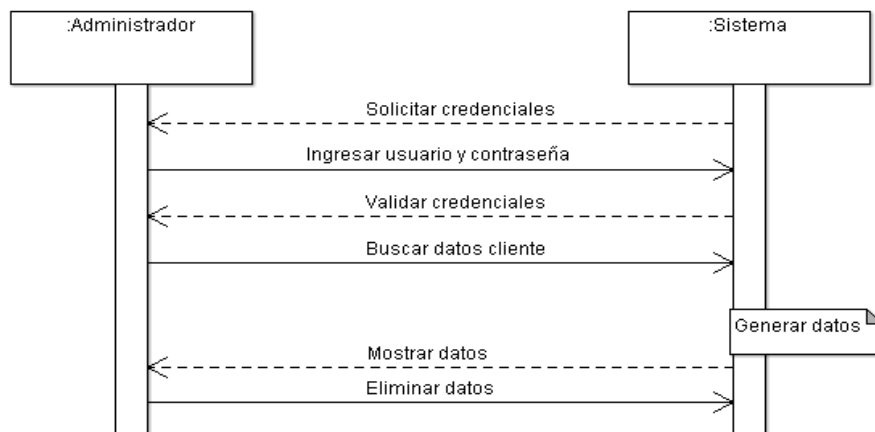 :Administrador
:Sistema
Solicitar credenciales
Ingresar usuario y contraseña
Validar credenciales
Buscar datos cliente
Generar datos
Mostrar datos
Eliminar datos